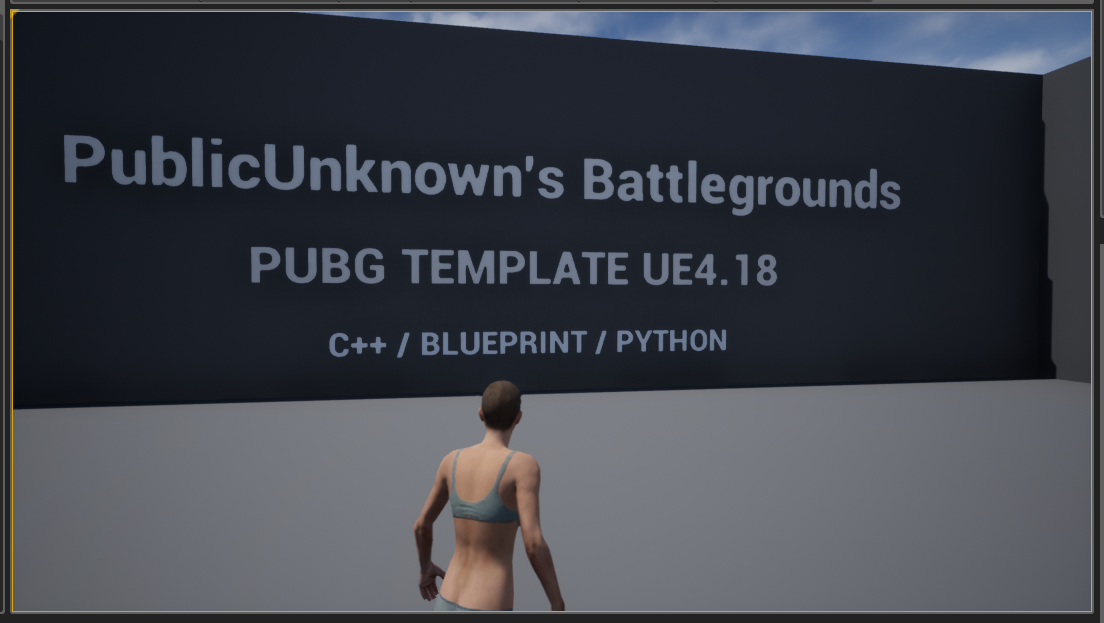 PublicUnknown's Battlegrounds
PUBG TEMPLATE UE4.18
C++ / BLUEPRINT / PYTHON